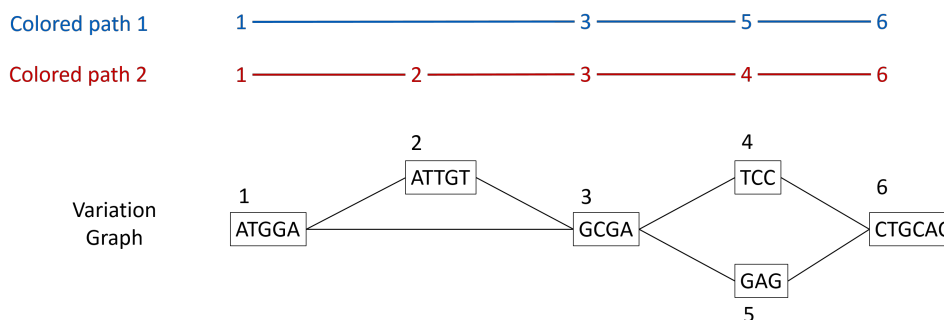 Colored path 1 1 3 5 6
Colored path 2 1 2 3 4 6
2 4
1 3 6
ATTGT TCC
Variation Graph
ATGGA GCGA
GAG
5